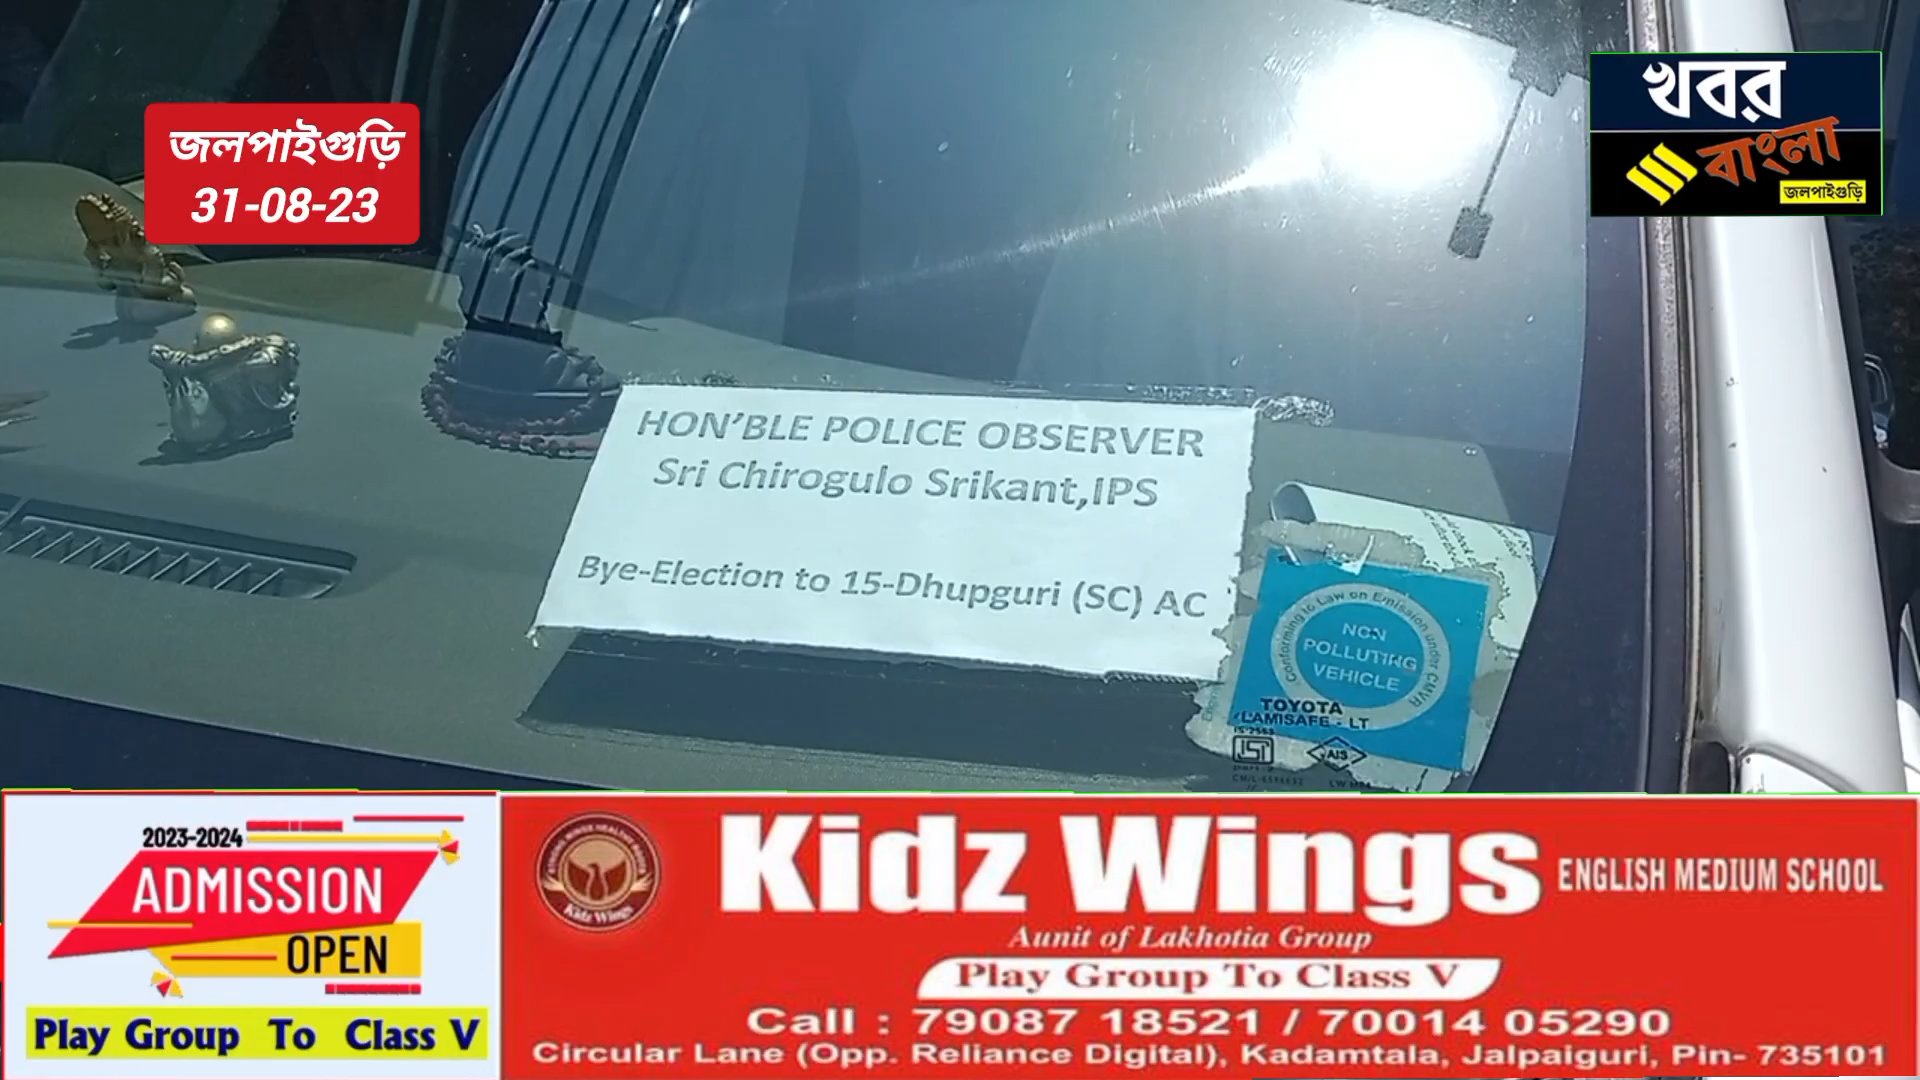 জলপাইগুড়ি
31-08-23
খবর
বাংলা
জলপাইগুড়ি
HON'BLE POLICE OBSERVER
Sri Chirogulo Srikant,IPS
Bye-Election to 15-Dhupguri (SC) AC
Conforming to Law on Emission under CMVR
NON
POLLUTING
VEHICLE
TOYOTA
LAMISAFE - LT
IS 2553
ISI
AIS
2023-2024
ADMISSION
OPEN
Play Group To Class V
Kidz Wings
Kidz Wings ENGLISH MEDIUM SCHOOL
Aunit of Lakhotia Group
Play Group To Class V
Call : 79087 18521 / 70014 05290
Circular Lane (Opp. Reliance Digital), Kadamtala, Jalpaiguri, Pin- 735101